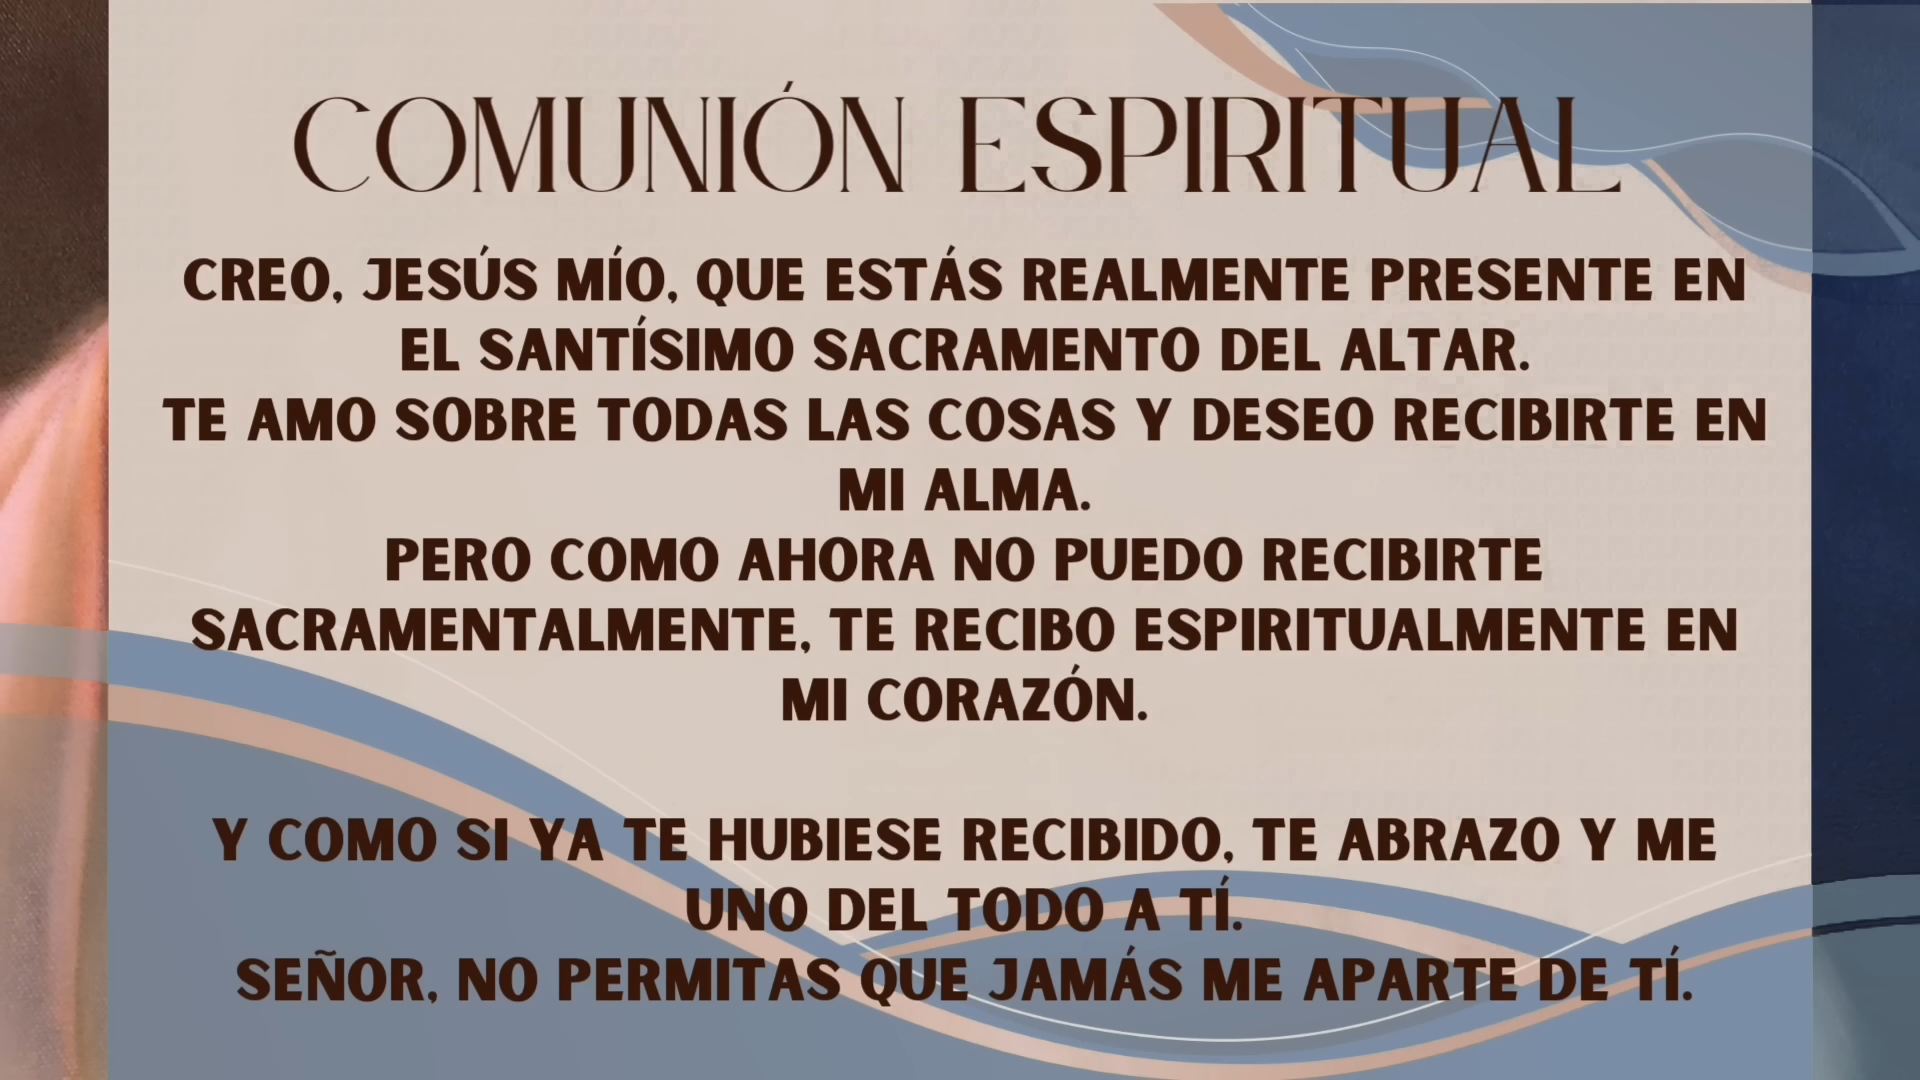 COMUNIÓN ESPIRITUAL
CREO, JESÚS MÍO, QUE ESTÁS REALMENTE PRESENTE EN
EL SANTÍSIMO SACRAMENTO DEL ALTAR.
TE AMO SOBRE TODAS LAS COSAS Y DESEO RECIBIRTE EN
MI ALMA.
PERO COMO AHORA NO PUEDO RECIBIRTE
SACRAMENTALMENTE, TE RECIBO ESPIRITUALMENTE EN
MI CORAZÓN.
Y COMO SI YA TE HUBIESE RECIBIDO, TE ABRAZO Y ME
UNO DEL TODO A TÍ.
SEÑOR, NO PERMITAS QUE JAMÁS ME APARTE DE TÍ.